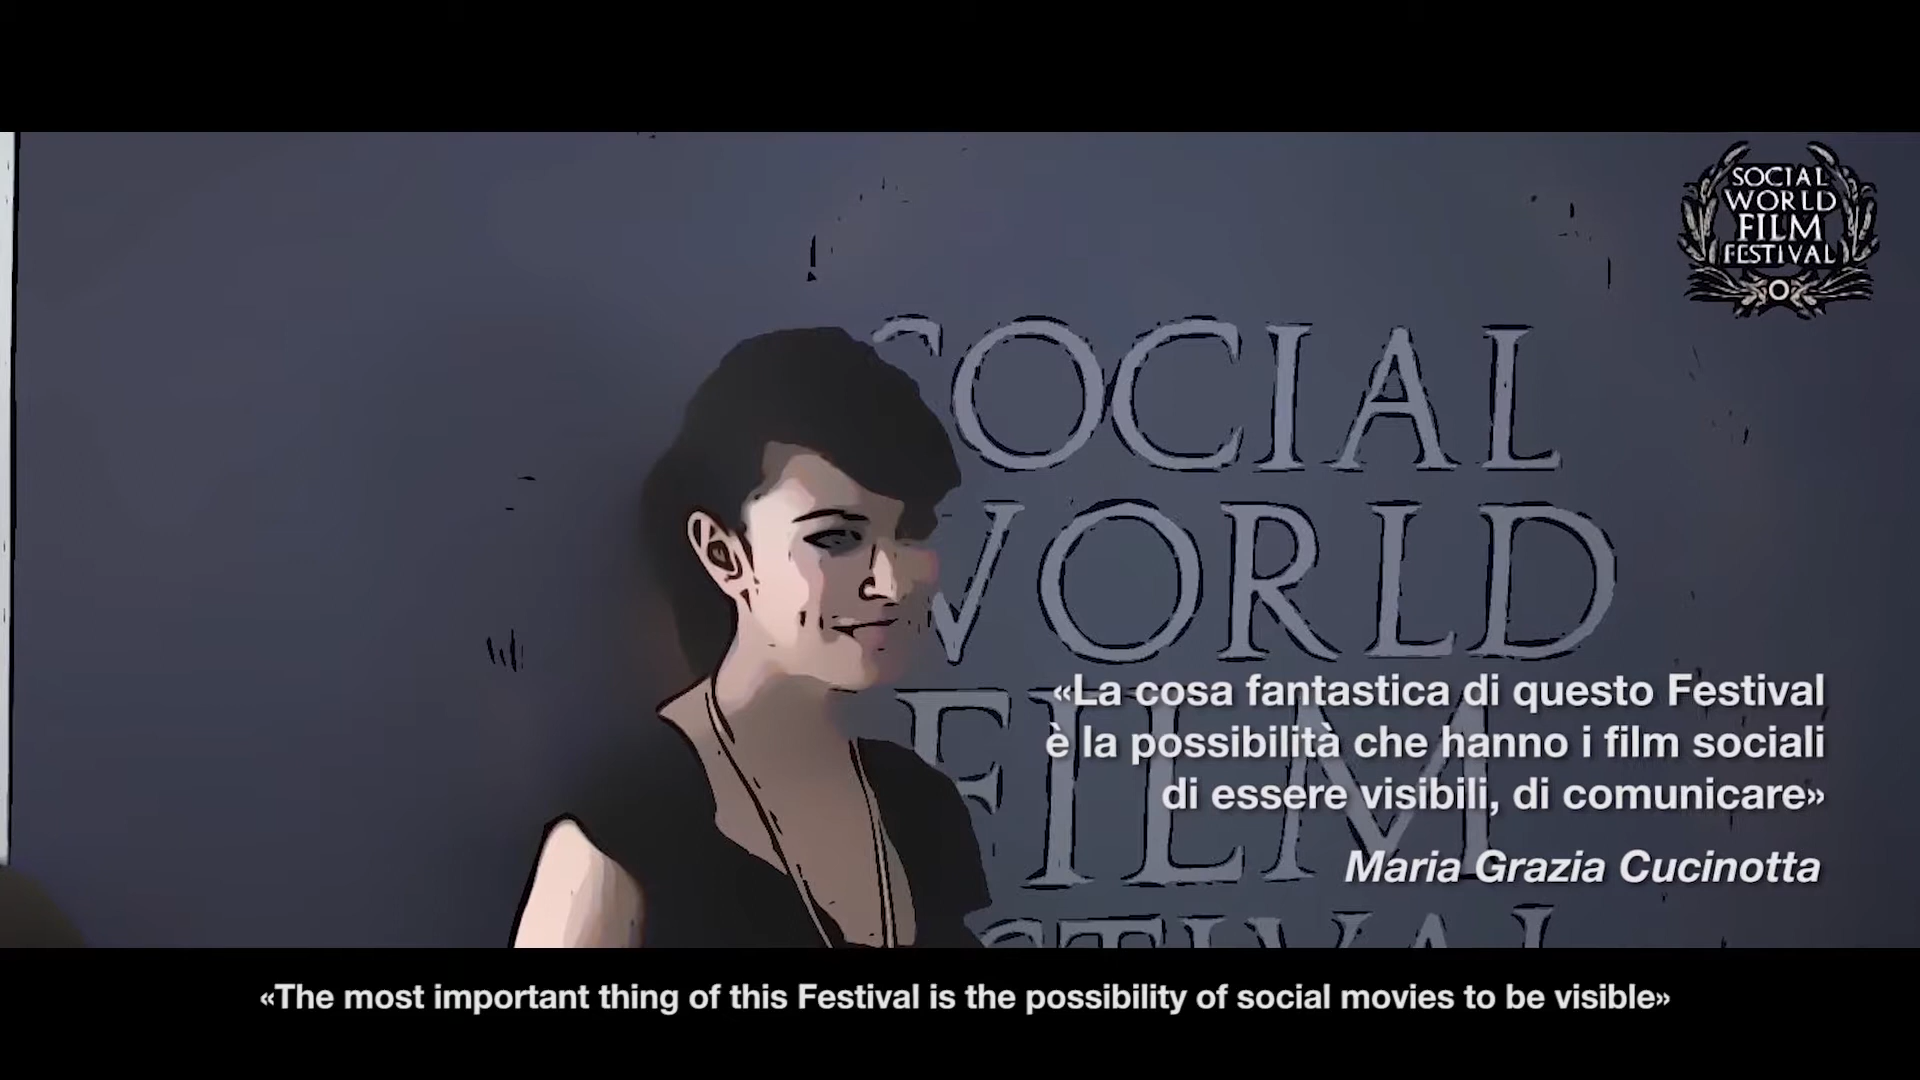 SOCIAL
WORLD
FILM
FESTIVAL
SOCIAL
WORLD
FILM
«La cosa fantastica di questo Festival
è la possibilità che hanno i film sociali
di essere visibili, di comunicare»
Maria Grazia Cucinotta
«The most important thing of this Festival is the possibility of social movies to be visible»